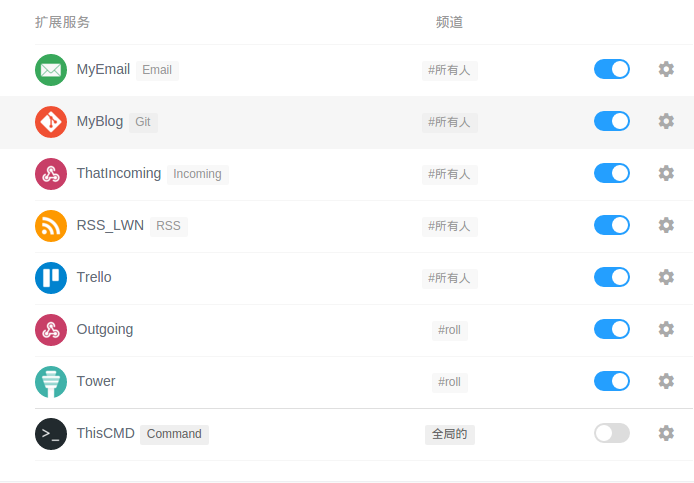 扩展服务 频道
MyEmail Email #所有人
MyBlog Git #所有人
ThatIncoming Incoming #所有人
RSS_LWN RSS #所有人
Trello #所有人
Outgoing #roll
Tower #roll
ThisCMD Command 全局的